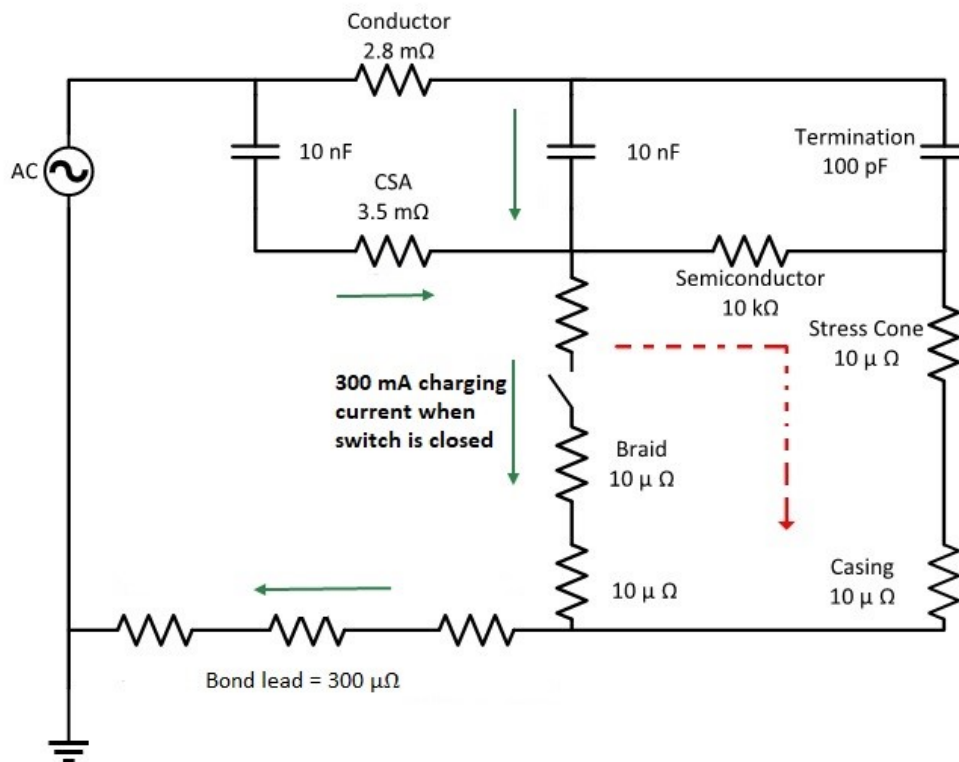 Conductor
2.8 mΩ
AC
10 nF
10 nF
Termination
100 pF
CSA
3.5 mΩ
Semiconductor
10 kΩ
Stress Cone
10 μ Ω
300 mA charging
current when
switch is closed
Braid
10 μ Ω
10 μ Ω
Casing
10 μ Ω
Bond lead = 300 μΩ